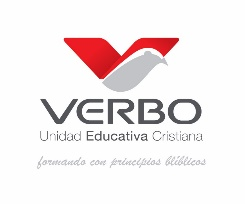 VERBO
Unidad Educativa Cristiana
formando con principios bíblicos